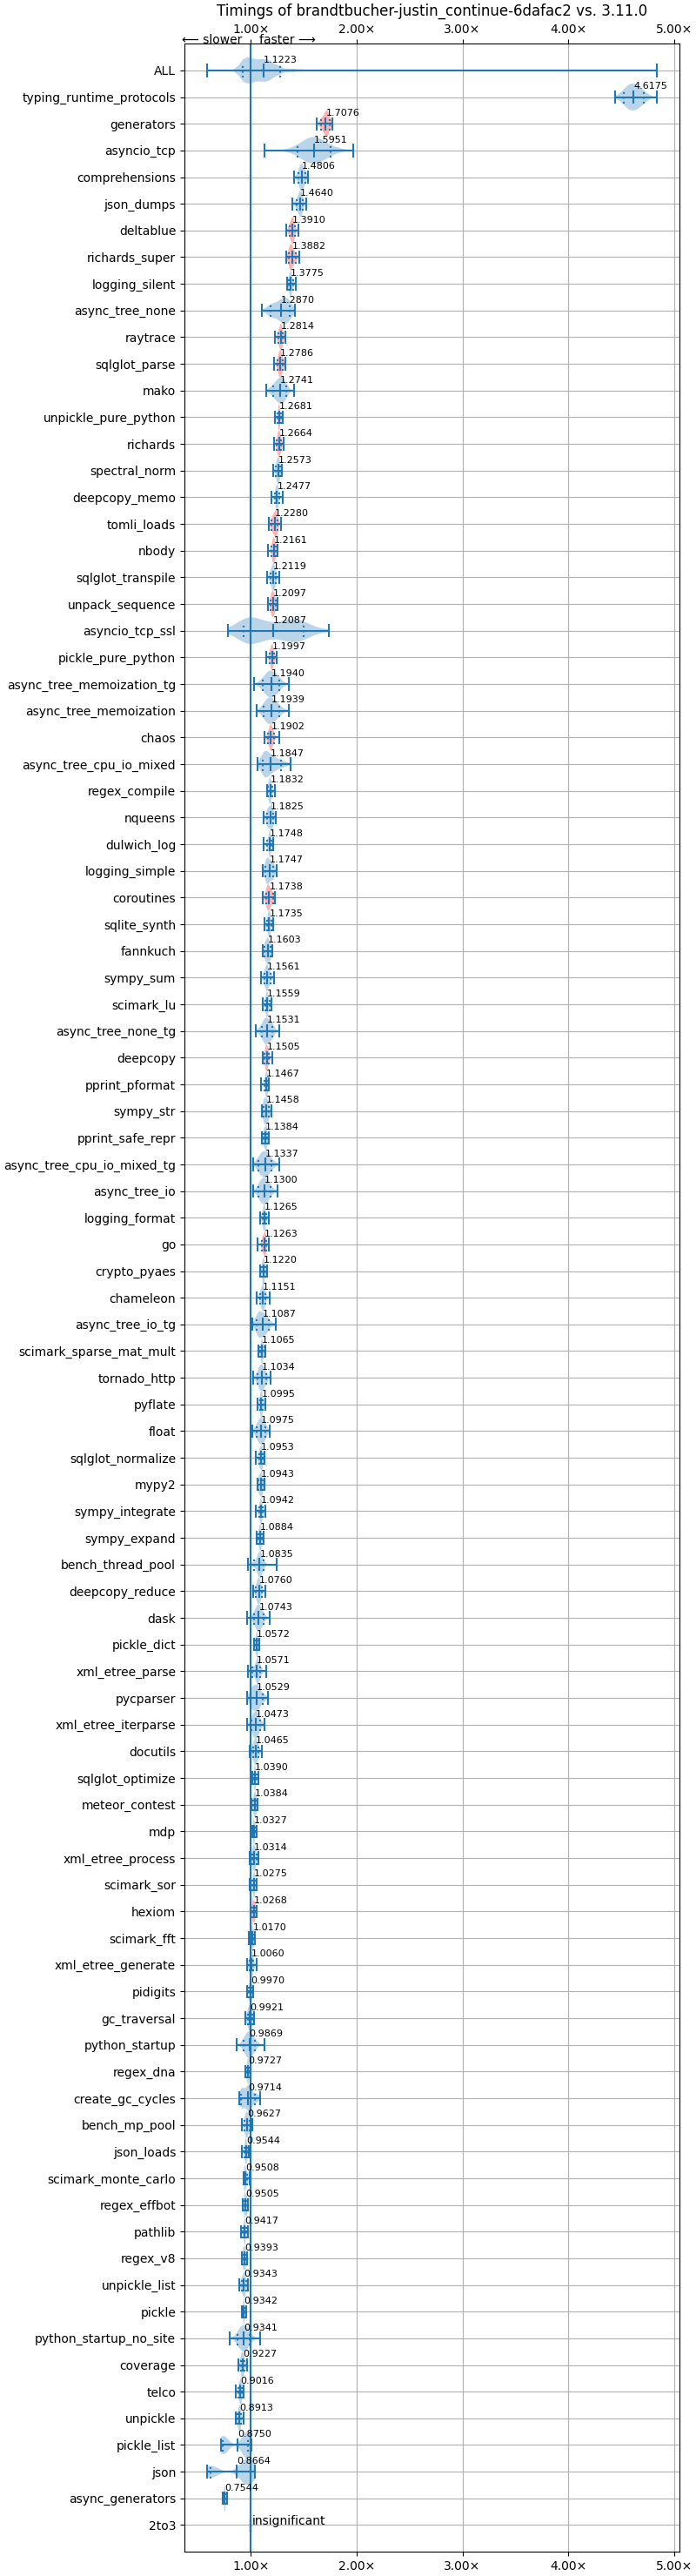 Timings of brandtbucher-justin_continue-6dafac2 vs. 3.11.0
1.00× 2.00× 3.00× 4.00× 5.00×
⟵ slower faster ⟶
ALL 1.1223
typing_runtime_protocols 4.6175
generators 1.7076
asyncio_tcp 1.5951
comprehensions 1.4806
json_dumps 1.4640
deltablue 1.3910
richards_super 1.3882
logging_silent 1.3775
async_tree_none 1.2870
raytrace 1.2814
sqlglot_parse 1.2786
mako 1.2741
unpickle_pure_python 1.2681
richards 1.2664
spectral_norm 1.2573
deepcopy_memo 1.2477
tomli_loads 1.2280
nbody 1.2161
sqlglot_transpile 1.2119
unpack_sequence 1.2097
asyncio_tcp_ssl 1.2087
pickle_pure_python 1.1997
async_tree_memoization_tg 1.1940
async_tree_memoization 1.1939
chaos 1.1902
async_tree_cpu_io_mixed 1.1847
regex_compile 1.1832
nqueens 1.1825
dulwich_log 1.1748
logging_simple 1.1747
coroutines 1.1738
sqlite_synth 1.1735
fannkuch 1.1603
sympy_sum 1.1561
scimark_lu 1.1559
async_tree_none_tg 1.1531
deepcopy 1.1505
pprint_pformat 1.1467
sympy_str 1.1458
pprint_safe_repr 1.1384
async_tree_cpu_io_mixed_tg 1.1337
async_tree_io 1.1300
logging_format 1.1265
go 1.1263
crypto_pyaes 1.1220
chameleon 1.1151
async_tree_io_tg 1.1087
scimark_sparse_mat_mult 1.1065
tornado_http 1.1034
pyflate 1.0995
float 1.0975
sqlglot_normalize 1.0953
mypy2 1.0943
sympy_integrate 1.0942
sympy_expand 1.0884
bench_thread_pool 1.0835
deepcopy_reduce 1.0760
dask 1.0743
pickle_dict 1.0572
xml_etree_parse 1.0571
pycparser 1.0529
xml_etree_iterparse 1.0473
docutils 1.0465
sqlglot_optimize 1.0390
meteor_contest 1.0384
mdp 1.0327
xml_etree_process 1.0314
scimark_sor 1.0275
hexiom 1.0268
scimark_fft 1.0170
xml_etree_generate 1.0060
pidigits 0.9970
gc_traversal 0.9921
python_startup 0.9869
regex_dna 0.9727
create_gc_cycles 0.9714
bench_mp_pool 0.9627
json_loads 0.9544
scimark_monte_carlo 0.9508
regex_effbot 0.9505
pathlib 0.9417
regex_v8 0.9393
unpickle_list 0.9343
pickle 0.9342
python_startup_no_site 0.9341
coverage 0.9227
telco 0.9016
unpickle 0.8913
pickle_list 0.8750
json 0.8664
async_generators 0.7544
2to3 insignificant
1.00× 2.00× 3.00× 4.00× 5.00×